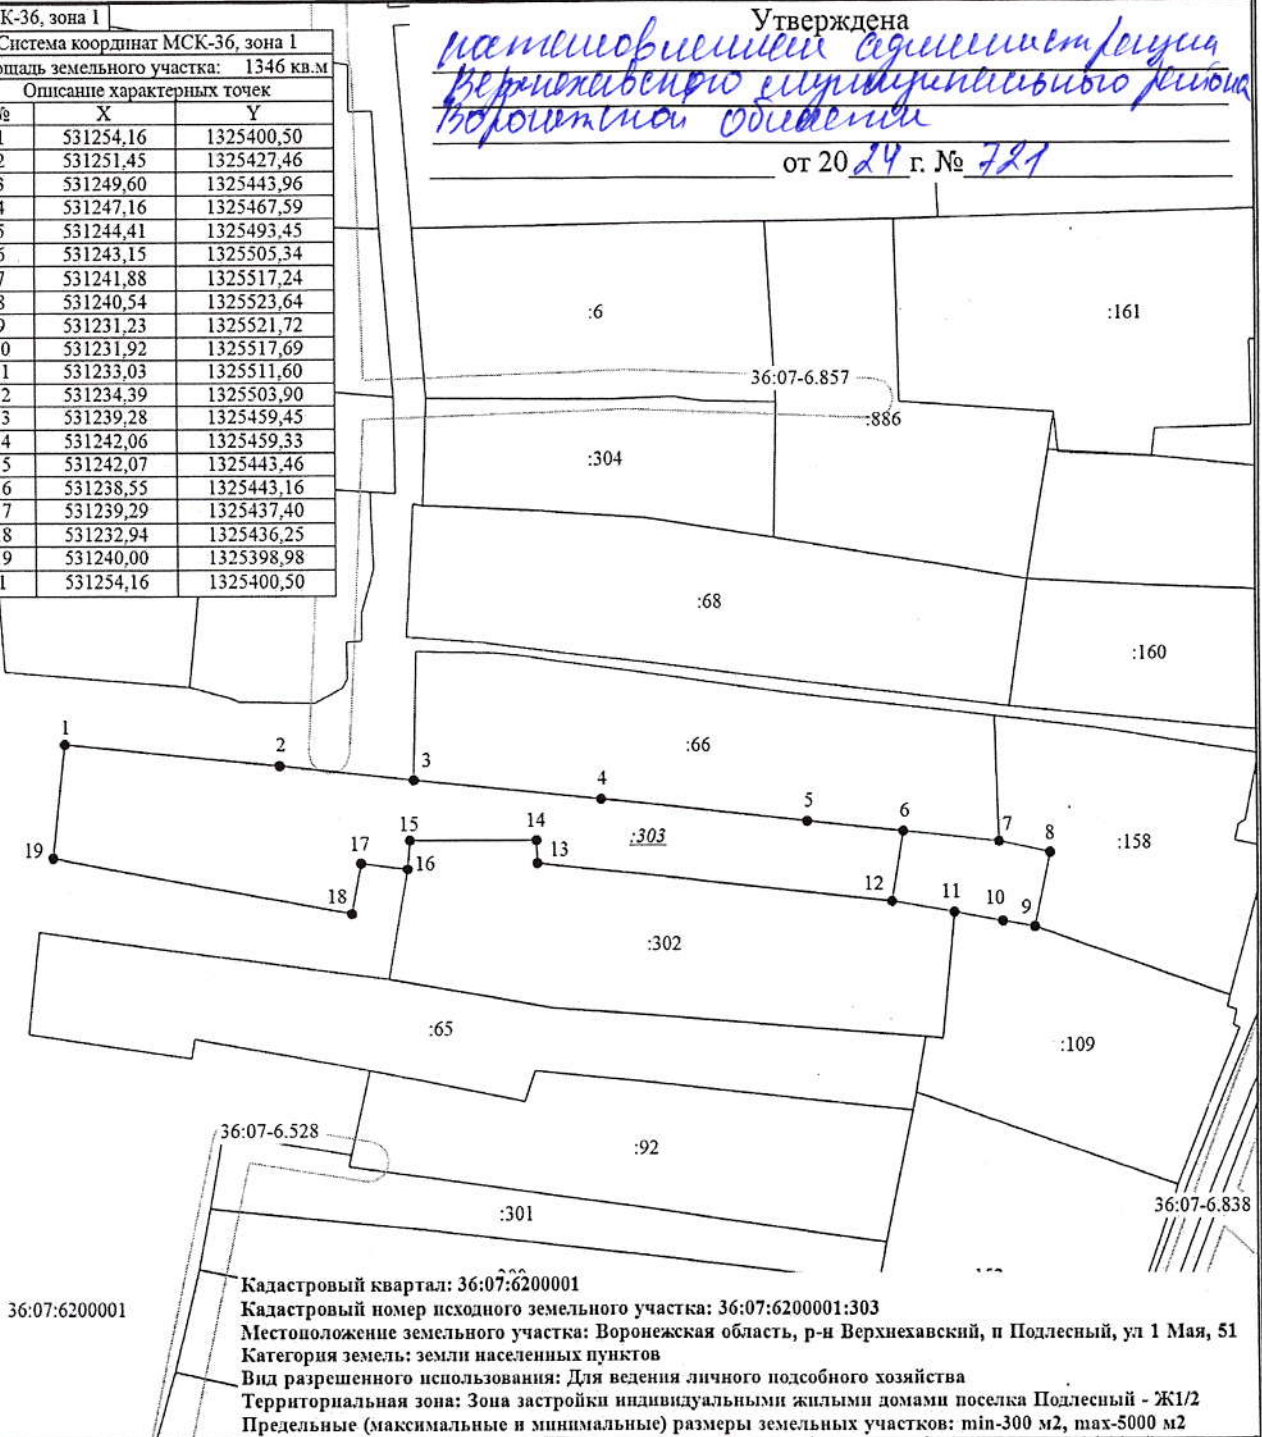 К-36, зона 1
Система координат МСК-36, зона 1
ощадь земельного участка: 1346 кв.м
Описание характерных точек
№ X Y
1 531254,16 1325400,50
2 531251,45 1325427,46
3 531249,60 1325443,96
4 531247,16 1325467,59
5 531244,41 1325493,45
6 531243,15 1325505,34
7 531241,88 1325517,24
8 531240,54 1325523,64
9 531231,23 1325521,72
0 531231,92 1325517,69
1 531233,03 1325511,60
2 531234,39 1325503,90
3 531239,28 1325459,45
4 531242,06 1325459,33
5 531242,07 1325443,46
6 531238,55 1325443,16
7 531239,29 1325437,40
8 531232,94 1325436,25
9 531240,00 1325398,98
1 531254,16 1325400,50
Утверждена
постановлением администрации
Верхнехавского муниципального района
Воронежской области
от 2024 г. № 721
:6
:161
36:07-6.857
:886
:304
:68
:160
:66
1
2
3
4
5
6
7
8
:158
:303
14
15
13
17
16
19
18
12
11
10
9
:302
:65
:109
36:07-6.528
:92
36:07-6.838
:301
36:07:6200001
Кадастровый квартал: 36:07:6200001
Кадастровый номер исходного земельного участка: 36:07:6200001:303
Местоположение земельного участка: Воронежская область, р-н Верхнехавский, п Подлесный, ул 1 Мая, 51
Категория земель: земли населенных пунктов
Вид разрешенного использования: Для ведения личного подсобного хозяйства
Территориальная зона: Зона застройки индивидуальными жилыми домами поселка Подлесный - Ж1/2
Предельные (максимальные и минимальные) размеры земельных участков: min-300 м2, max-5000 м2